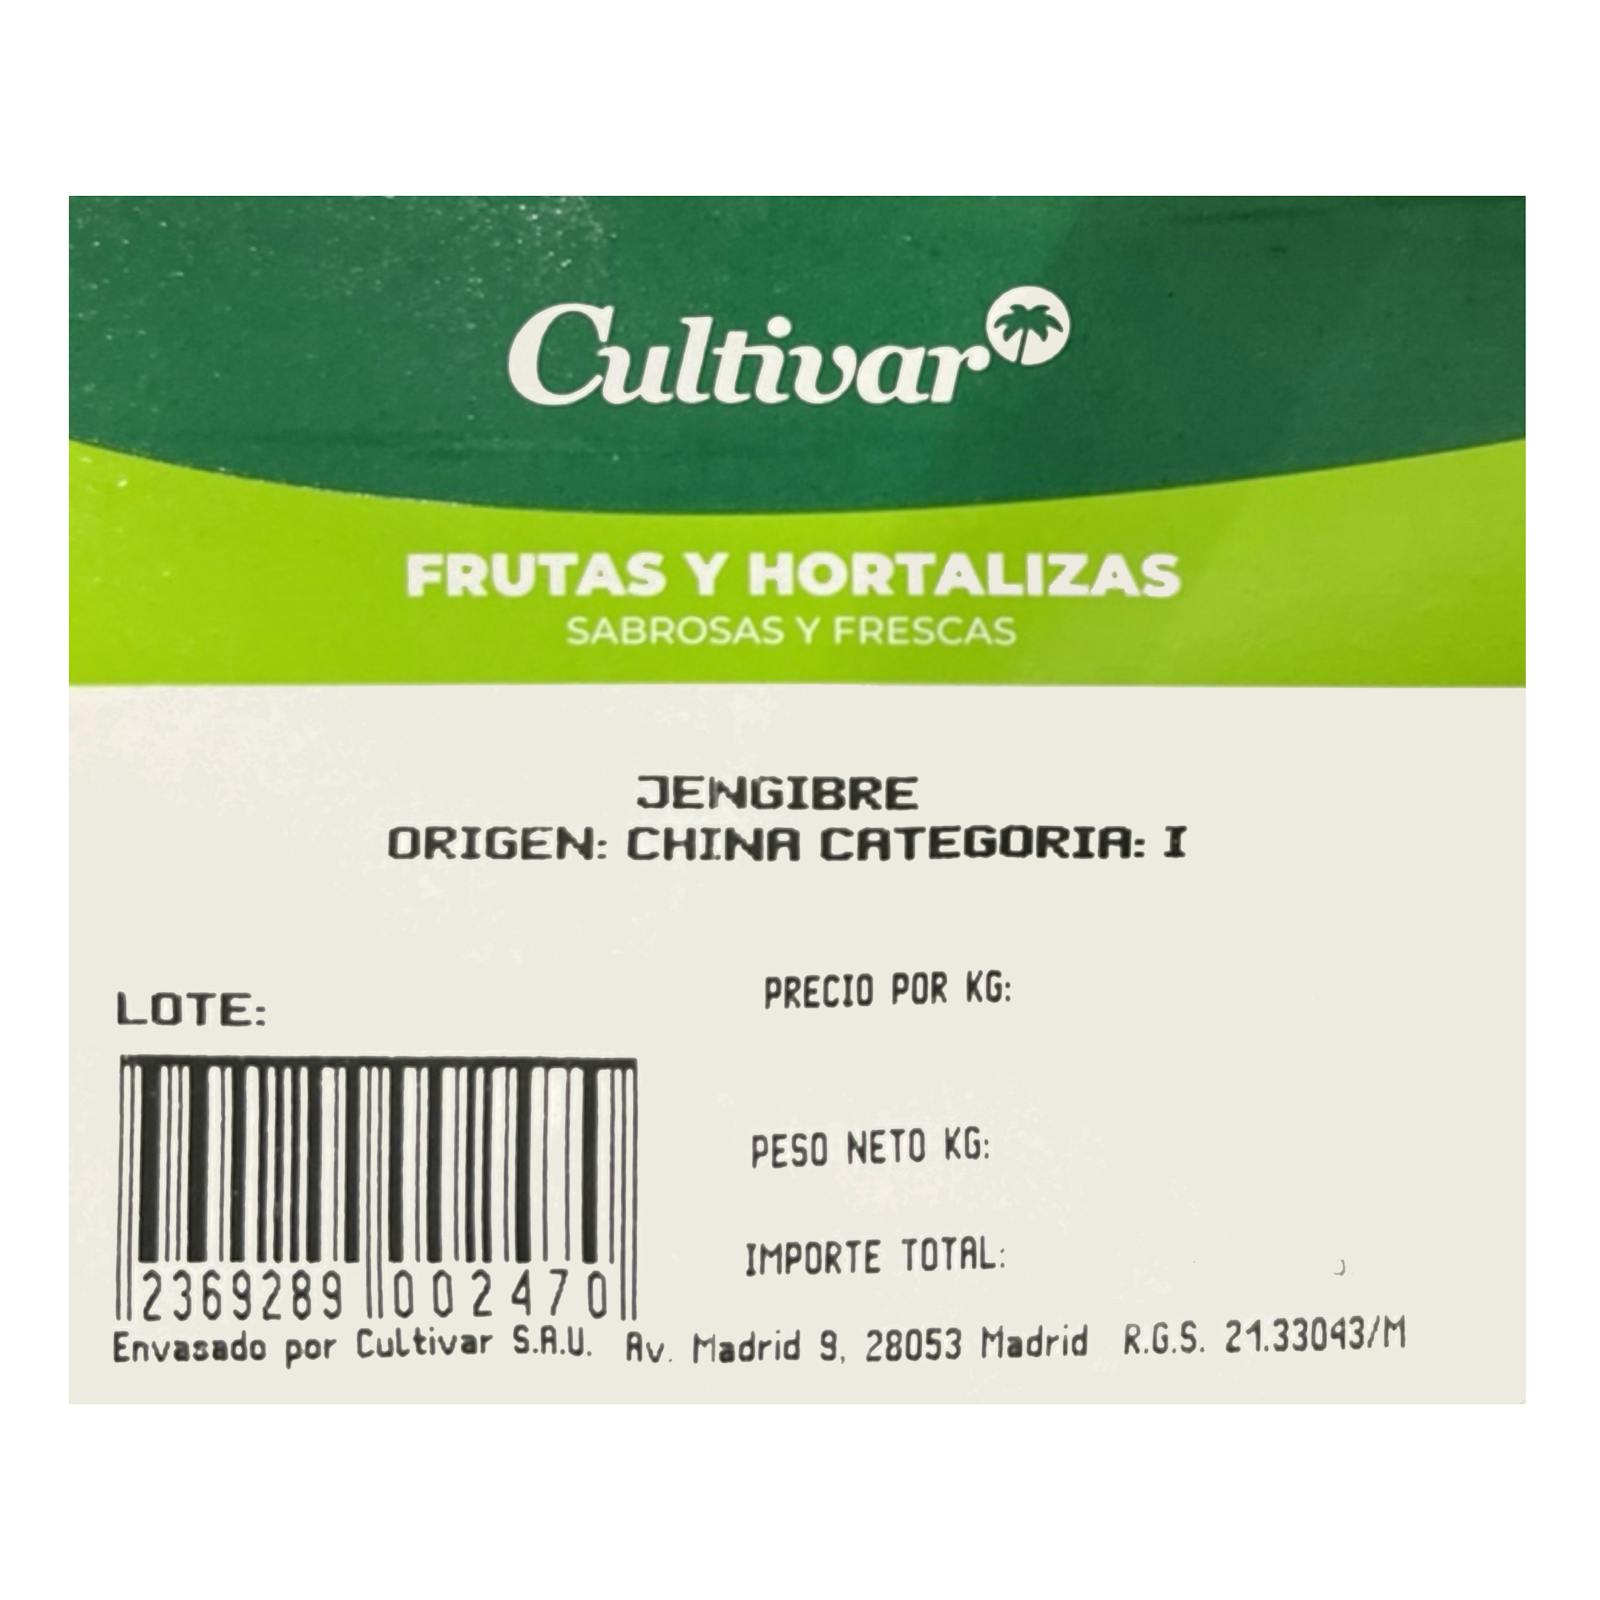 Cultivar
FRUTAS Y HORTALIZAS
SABROSAS Y FRESCAS
JENGIBRE
ORIGEN: CHINA CATEGORIA: I
LOTE:
PRECIO POR KG:
PESO NETO KG:
IMPORTE TOTAL:
2369289 002470
Envasado por Cultivar S.A.U. Av. Madrid 9, 28053 Madrid R.G.S. 21.33043/M